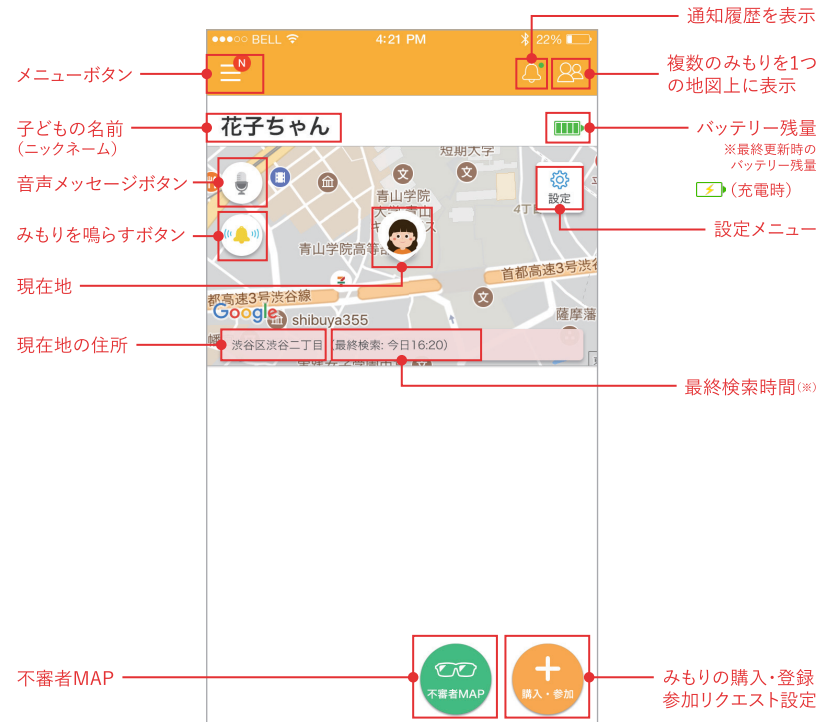 通知履歴を表示
●●●○○ BELL 4:21 PM 22%
N
メニューボタン
複数のみもりを1つ
の地図上に表示
子どもの名前
(ニックネーム)
花子ちゃん
バッテリー残量
※最終更新時の
バッテリー残量
(充電時)
短期大学
音声メッセージボタン
文
文
青山学院
大学 青山
設定
設定メニュー
みもりを鳴らすボタン
青山学院高等部
首都高速3号渋谷
現在地
文
都高速3号渋谷線
Google
shibuya355
薩摩藩
現在地の住所
渋谷区渋谷二丁目
(最終検索: 今日16:20)
最終検索時間(※)
不審者MAP
不審者MAP
購入・参加
みもりの購入・登録
参加リクエスト設定